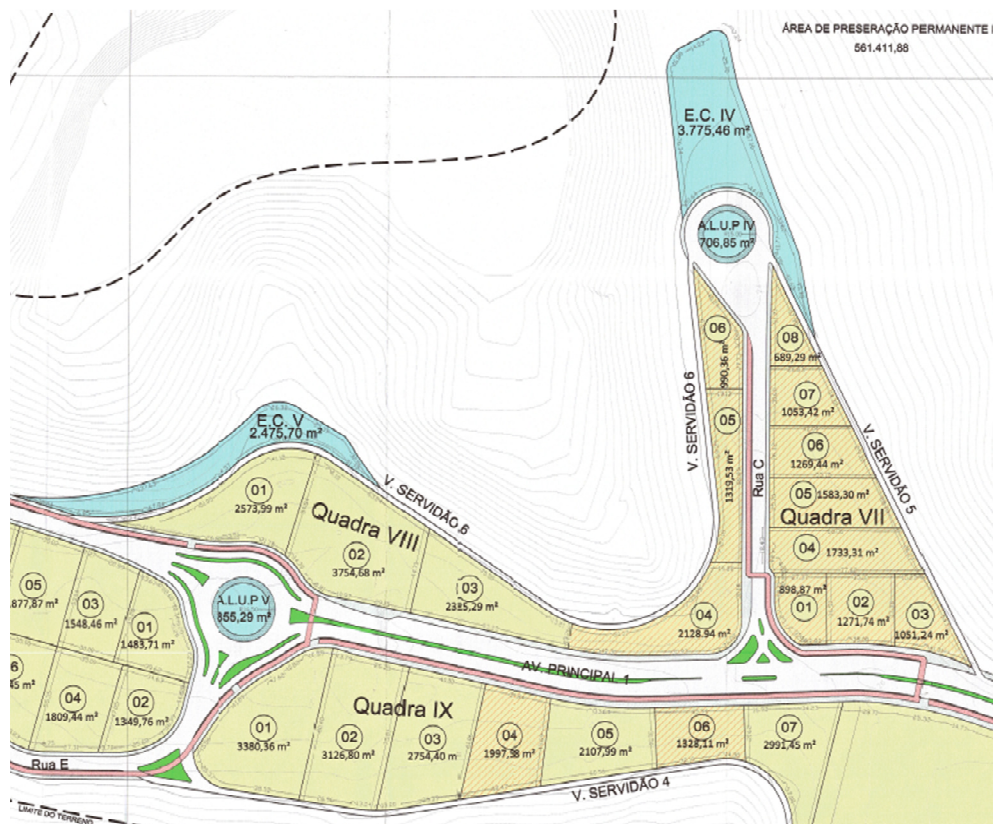 ÁREA DE PRESERAÇÃO PERMANENTE
561.411,88
E.C. IV
3.775,46 m²
A.L.U.P IV
706,85 m²
06
990,36 m²
08
689,29 m²
07
1053,42 m²
05
1319,53 m²
V. SERVIDÃO 6
Rua C
06
1269,44 m²
V. SERVIDÃO 5
05
1583,30 m²
Quadra VII
04
1733,31 m²
898,87 m²
01
02
1271,74 m²
03
1051,24 m²
04
2128,94 m²
E.C. V
2.475,70 m²
V. SERVIDÃO 6
01
2573,99 m²
Quadra VIII
02
3754,68 m²
03
2385,29 m²
A.L.U.P V
855,29 m²
05
03
1548,46 m²
01
1483,71 m²
04
1809,44 m²
02
1349,76 m²
AV. PRINCIPAL 1
Quadra IX
01
3380,36 m²
02
3126,80 m²
03
2754,40 m
04
1997,38 m²
05
2107,99 m²
06
1328,11 m²
07
2991,45 m²
Rua E
V. SERVIDÃO 4
LIMITE DO TERRENO